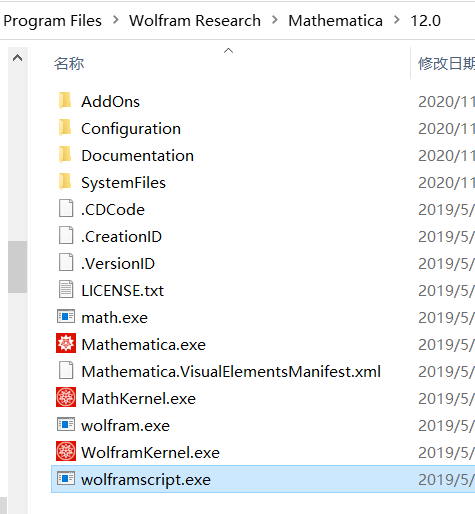 Program Files > Wolfram Research > Mathematica > 12.0
名称 修改日期
AddOns 2020/11
Configuration 2020/11
Documentation 2020/11
SystemFiles 2020/11
.CDCode 2019/5/
.CreationID 2019/5/
.VersionID 2019/5/
LICENSE.txt 2019/5/
math.exe 2019/5/
Mathematica.exe 2019/5/
Mathematica.VisualElementsManifest.xml 2019/5/
MathKernel.exe 2019/5/
wolfram.exe 2019/5/
WolframKernel.exe 2019/5/
wolframscript.exe 2019/5/